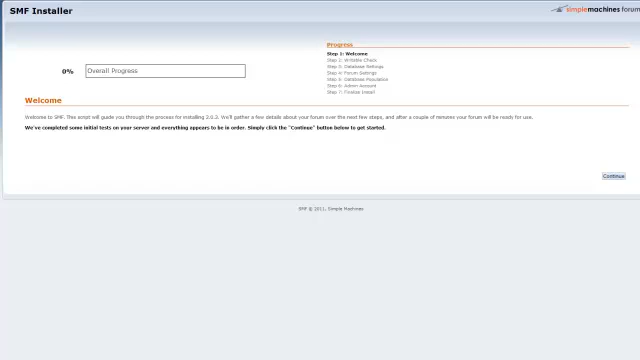 SMF Installer
simplemachines forum
Progress
Step 1: Welcome
Step 2: Writable Check
Step 3: Database Settings
Step 4: Forum Settings
Step 5: Database Population
Step 6: Admin Account
Step 7: Finalize Install
0%
Overall Progress
Welcome
Welcome to SMF. This script will guide you through the process for installing 2.0.2. We'll gather a few details about your forum over the next few steps, and after a couple of minutes your forum will be ready for use.
We've completed some initial tests on your server and everything appears to be in order. Simply click the "Continue" button below to get started.
Continue
SMF © 2011, Simple Machines